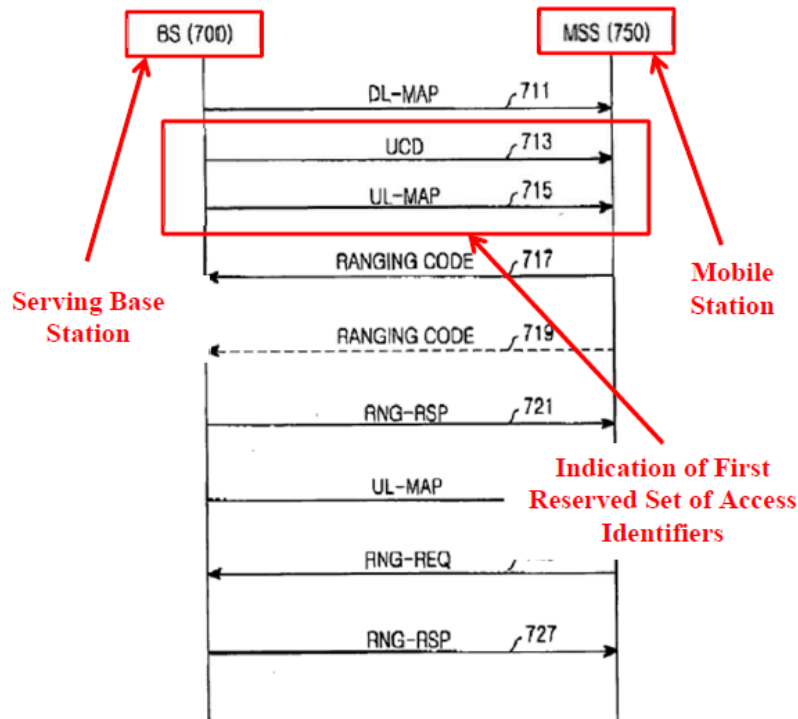 BS (700)
MSS (750)
DL-MAP
711
UCD
713
UL-MAP
715
RANGING CODE
717
Serving Base
Station
Mobile
Station
RANGING CODE
719
RNG-RSP
721
Indication of First
Reserved Set of Access
Identifiers
UL-MAP
RNG-REQ
RNG-RSP
727